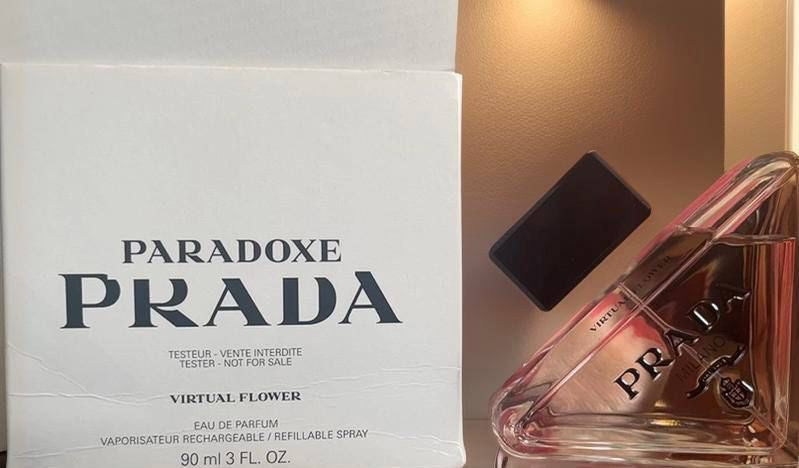 PARADOXE
PRADA
TESTEUR - VENTE INTERDITE
TESTER - NOT FOR SALE
VIRTUAL FLOWER
EAU DE PARFUM
VAPORISATEUR RECHARGEABLE / REFILLABLE SPRAY
90 ml 3 FL. OZ.
VIRTUAL FLOWER
PRADA
MILANO